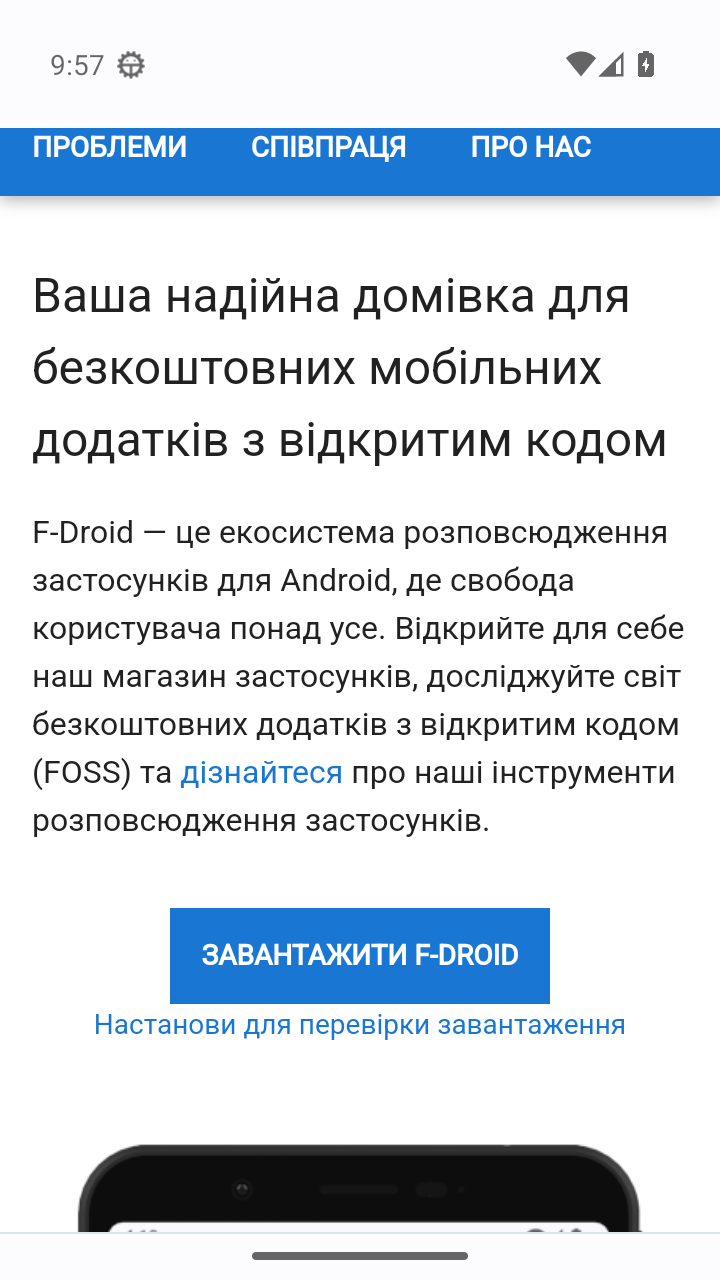 9:57
ПРОБЛЕМИ СПІВПРАЦЯ ПРО НАС
Ваша надійна домівка для
безкоштовних мобільних
додатків з відкритим кодом
F-Droid — це екосистема розповсюдження
застосунків для Android, де свобода
користувача понад усе. Відкрийте для себе
наш магазин застосунків, досліджуйте світ
безкоштовних додатків з відкритим кодом
(FOSS) та дізнайтеся про наші інструменти
розповсюдження застосунків.
ЗАВАНТАЖИТИ F-DROID
Настанови для перевірки завантаження